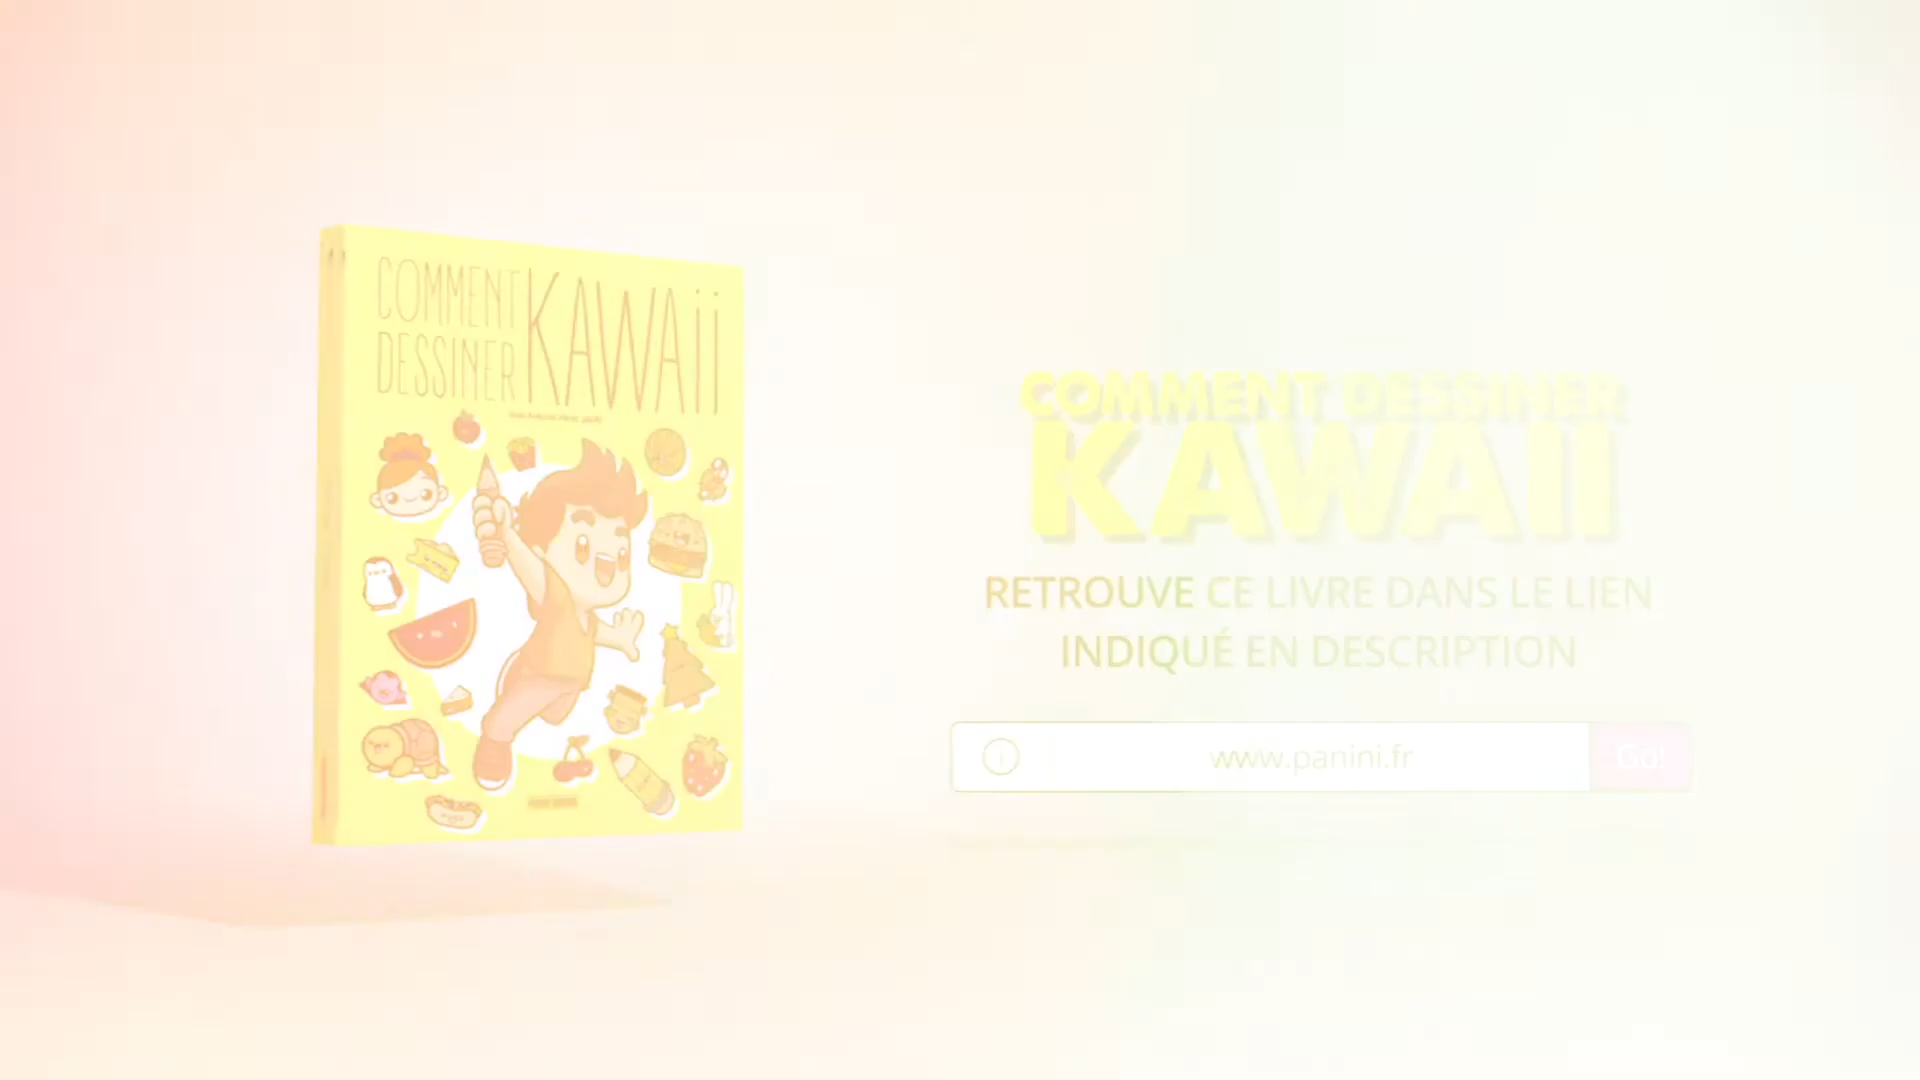 COMMENT
DESSINER
KAWAii
COMMENT DESSINER
KAWAII
RETROUVE CE LIVRE DANS LE LIEN
INDIQUÉ EN DESCRIPTION
www.panini.fr
Go!